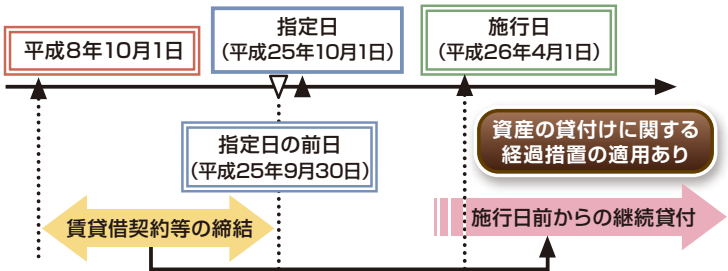 平成8年10月1日
指定日
（平成25年10月1日）
施行日
（平成26年4月1日）
指定日の前日
（平成25年9月30日）
資産の貸付けに関する
経過措置の適用あり
賃貸借契約等の締結
施行日前からの継続貸付